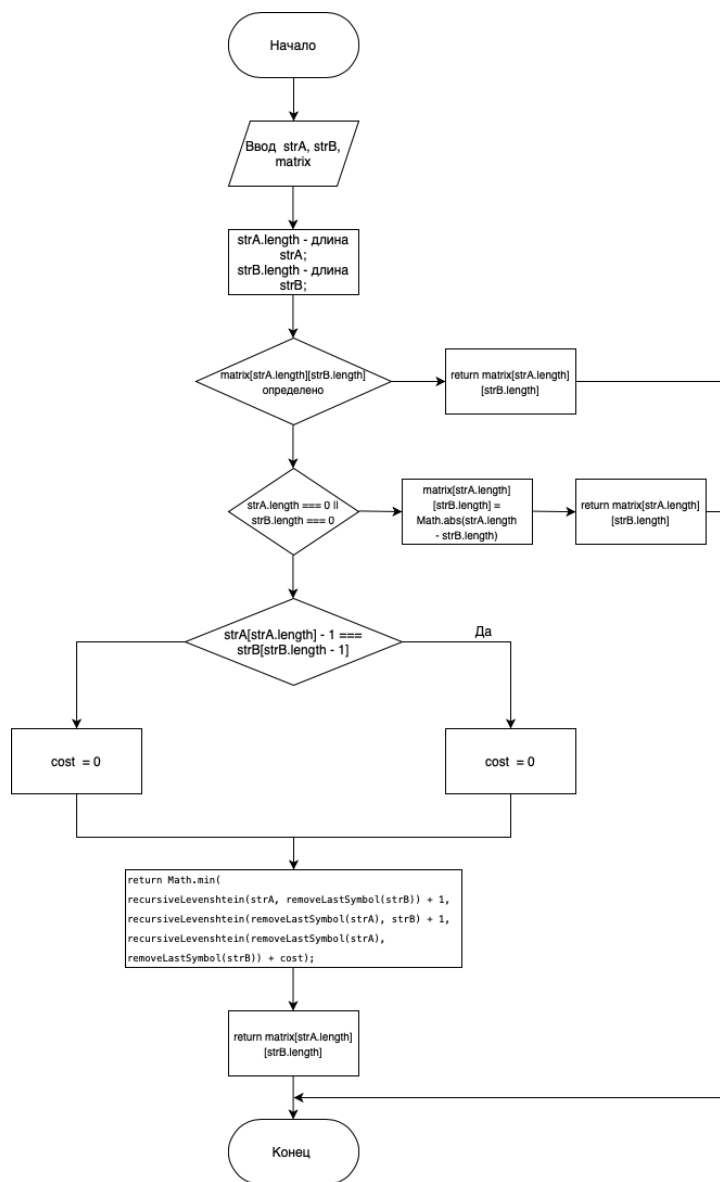 Начало
Ввод strA, strB,
matrix
strA.length - длина
strA;
strB.length - длина
strB;
matrix[strA.length][strB.length]
определено
return matrix[strA.length]
[strB.length]
strA.length === 0 ||
strB.length === 0
matrix[strA.length]
[strB.length] =
Math.abs(strA.length
- strB.length)
return matrix[strA.length]
[strB.length]
strA[strA.length] - 1 ===
strB[strB.length - 1]
Да
cost = 0
cost = 0
return Math.min(
recursiveLevenshtein(strA, removeLastSymbol(strB)) + 1,
recursiveLevenshtein(removeLastSymbol(strA), strB) + 1,
recursiveLevenshtein(removeLastSymbol(strA),
removeLastSymbol(strB)) + cost);
return matrix[strA.length]
[strB.length]
Конец